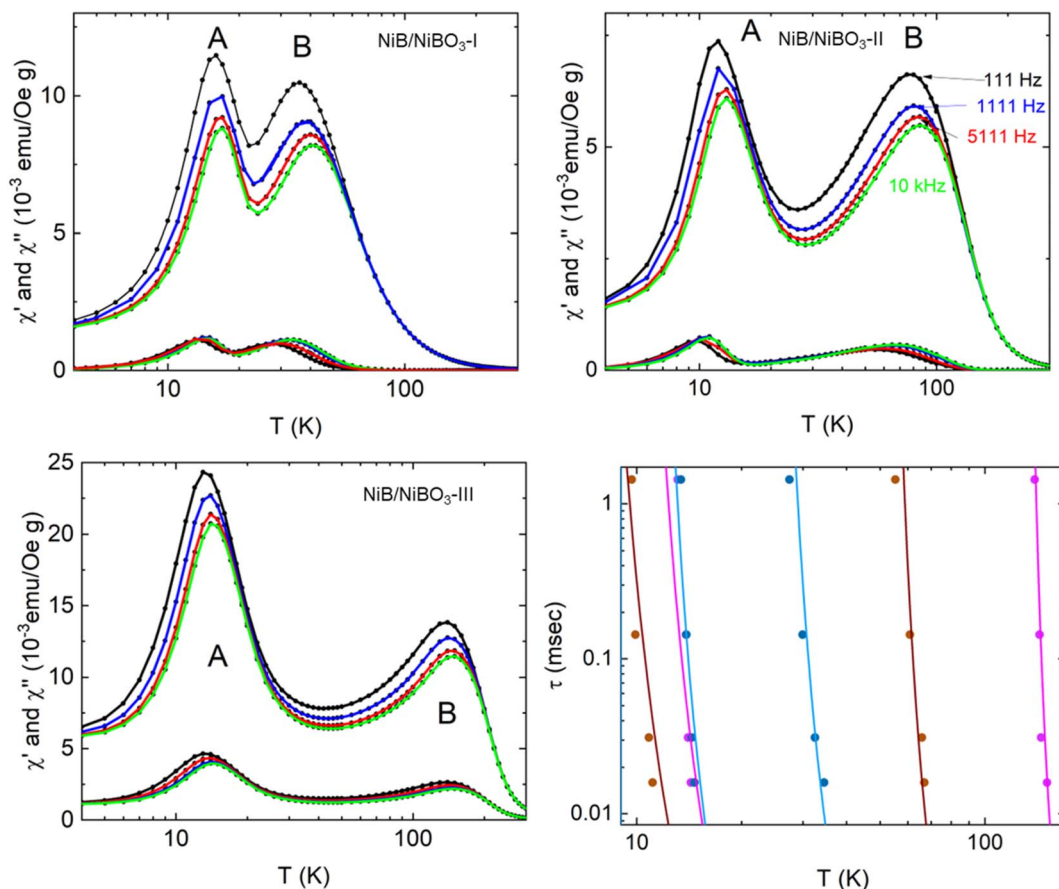 A
B
NiB/NiBO₃-I
10
5
0
χ' and χ'' (10⁻³ emu/Oe g)
10
100
T (K)
A
B
NiB/NiBO₃-II
111 Hz
1111 Hz
5111 Hz
10 kHz
5
0
χ' and χ'' (10⁻³emu/Oe g)
10
100
T (K)
NiB/NiBO₃-III
A
B
25
20
15
10
5
0
χ' and χ'' (10⁻³emu/Oe g)
10
100
T (K)
1
0.1
0.01
τ (msec)
10
100
T (K)